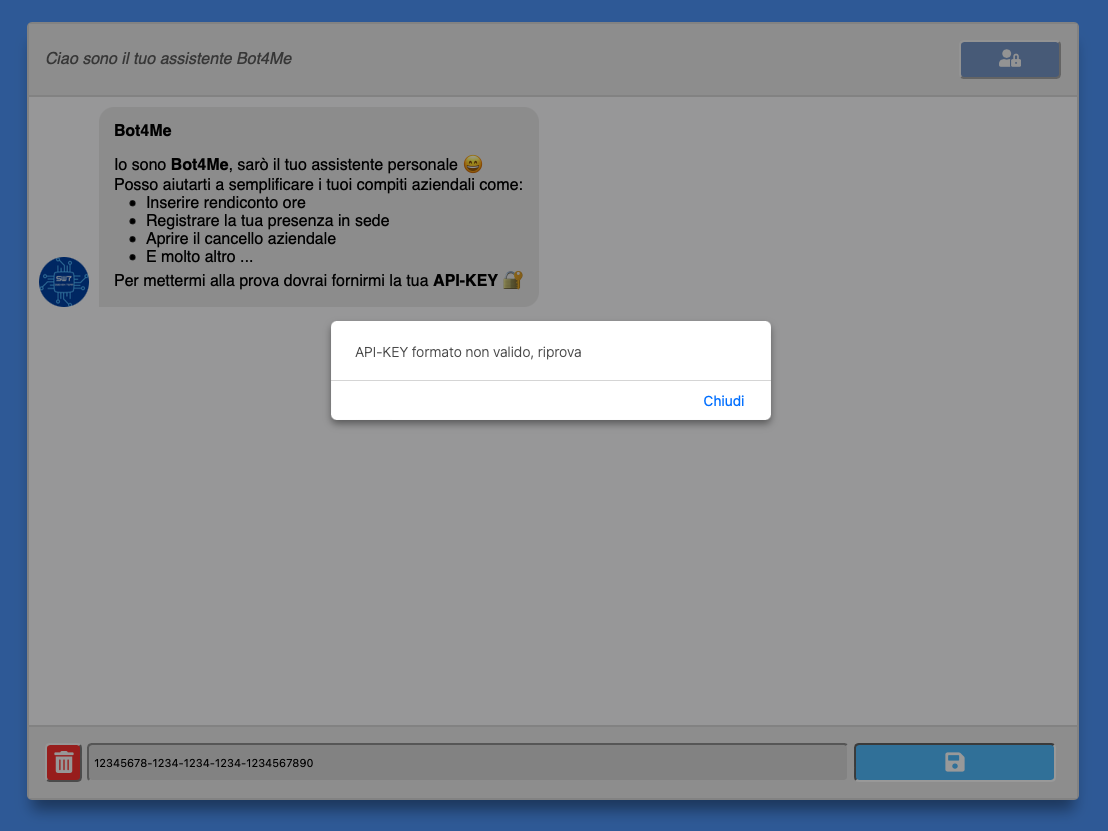 Ciao sono il tuo assistente Bot4Me
Bot4Me
Io sono Bot4Me, sarò il tuo assistente personale 😄
Posso aiutarti a semplificare i tuoi compiti aziendali come:
• Inserire rendiconto ore
• Registrare la tua presenza in sede
• Aprire il cancello aziendale
• E molto altro ...
Per mettermi alla prova dovrai fornirmi la tua API-KEY 🔐
API-KEY formato non valido, riprova
Chiudi
12345678-1234-1234-1234-1234567890